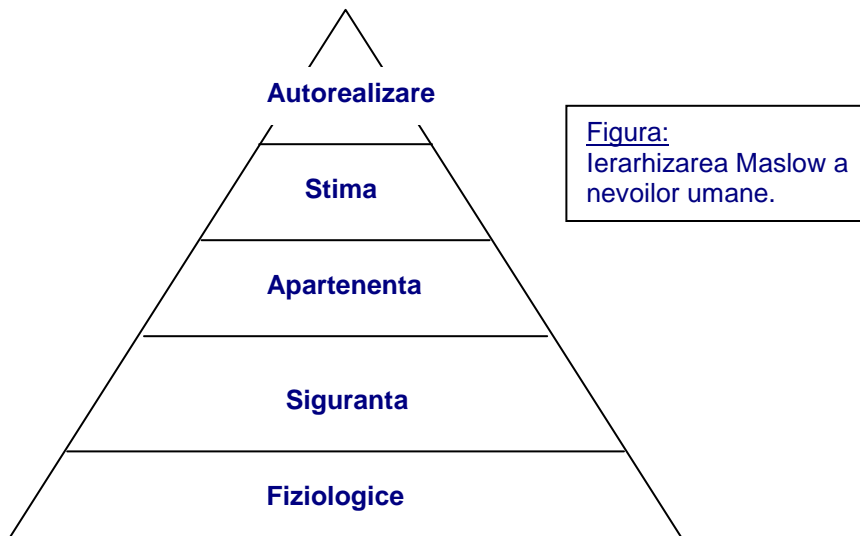 Autorealizare
Stima
Apartenenta
Siguranta
Fiziologice
Figura:
Ierarhizarea Maslow a
nevoilor umane.